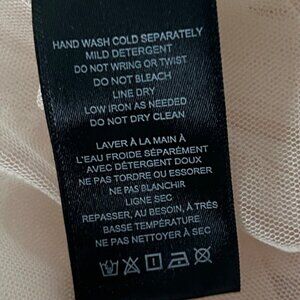 HAND WASH COLD SEPARATELY
MILD DETERGENT
DO NOT WRING OR TWIST
DO NOT BLEACH
LINE DRY
LOW IRON AS NEEDED
DO NOT DRY CLEAN
LAVER À LA MAIN À
L'EAU FROIDE SÉPARÉMENT
AVEC DÉTERGENT DOUX
NE PAS TORDRE OU ESSORER
NE PAS BLANCHIR
LIGNE SEC
REPASSER, AU BESOIN, À TRÈS
BASSE TEMPÉRATURE
NE PAS NETTOYER À SEC